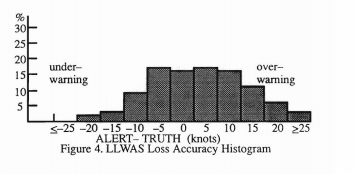 %
30
25
20
15
10
5
under–
warning
over–
warning
≤–25 –20 –15 –10 –5 0 5 10 15 20 ≥25
ALERT– TRUTH (knots)
Figure 4. LLWAS Loss Accuracy Histogram